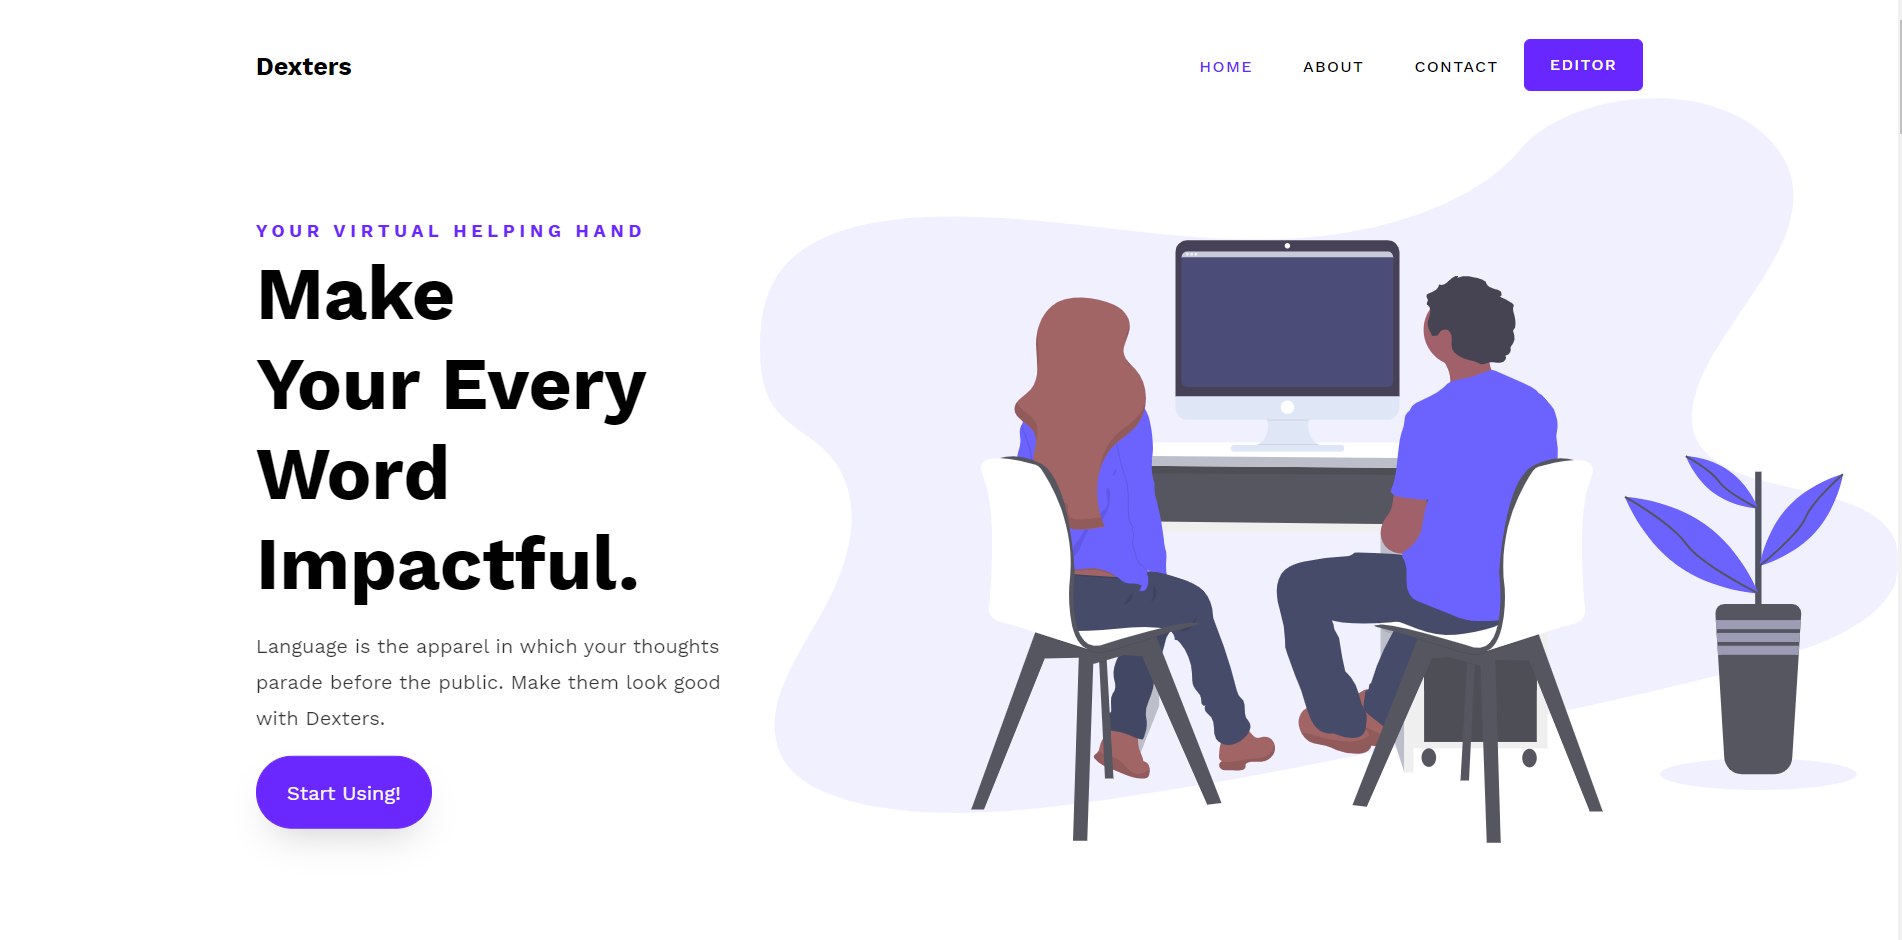 Dexters
HOME
ABOUT
CONTACT
EDITOR
YOUR VIRTUAL HELPING HAND
Make
Your Every
Word
Impactful.
Language is the apparel in which your thoughts
parade before the public. Make them look good
with Dexters.
Start Using!